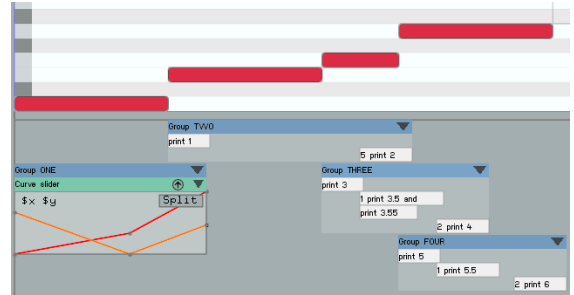 Group TWO
print 1
5 print 2
Group ONE
Curve slider
$x $y
Split
Group THREE
print 3
1 print 3.5 and
print 3.55
2 print 4
Group FOUR
print 5
1 print 5.5
2 print 6